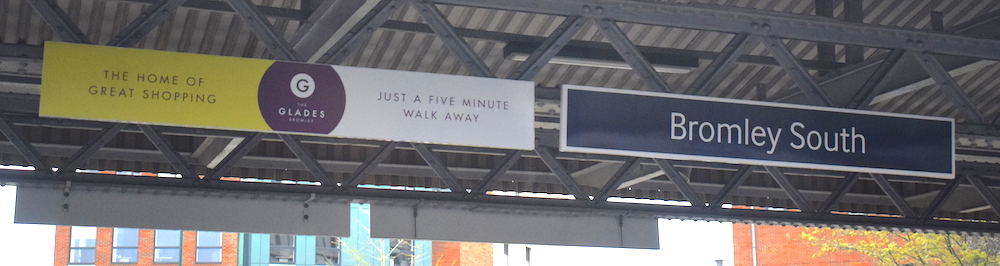 THE HOME OF
GREAT SHOPPING
G
THE
GLADES
BROMLEY
JUST A FIVE MINUTE
WALK AWAY
Bromley South